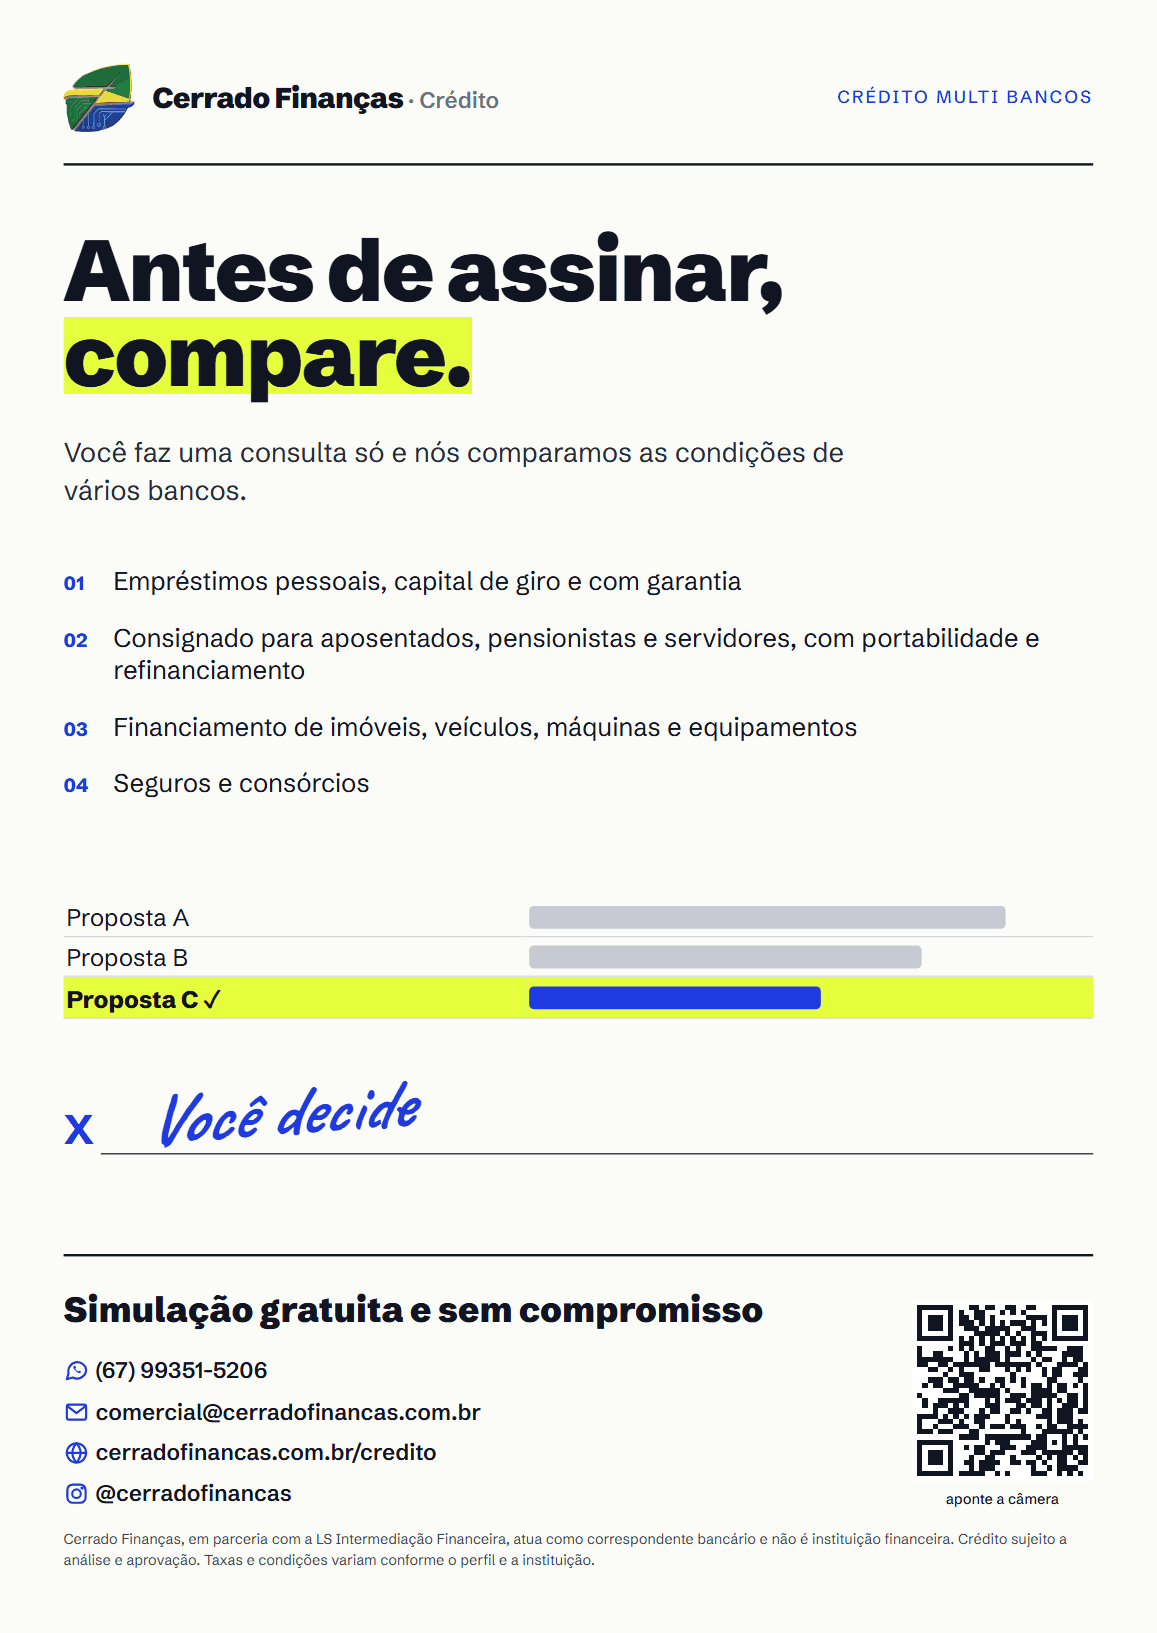 Cerrado Finanças · Crédito
CRÉDITO MULTI BANCOS
Antes de assinar,
compare.
Você faz uma consulta só e nós comparamos as condições de
vários bancos.
01 Empréstimos pessoais, capital de giro e com garantia
02 Consignado para aposentados, pensionistas e servidores, com portabilidade e
refinanciamento
03 Financiamento de imóveis, veículos, máquinas e equipamentos
04 Seguros e consórcios
Proposta A
Proposta B
Proposta C ✓
X Você decide
Simulação gratuita e sem compromisso
(67) 99351-5206
comercial@cerradofinancas.com.br
cerradofinancas.com.br/credito
@cerradofinancas
aponte a câmera
Cerrado Finanças, em parceria com a LS Intermediação Financeira, atua como correspondente bancário e não é instituição financeira. Crédito sujeito a
análise e aprovação. Taxas e condições variam conforme o perfil e a instituição.